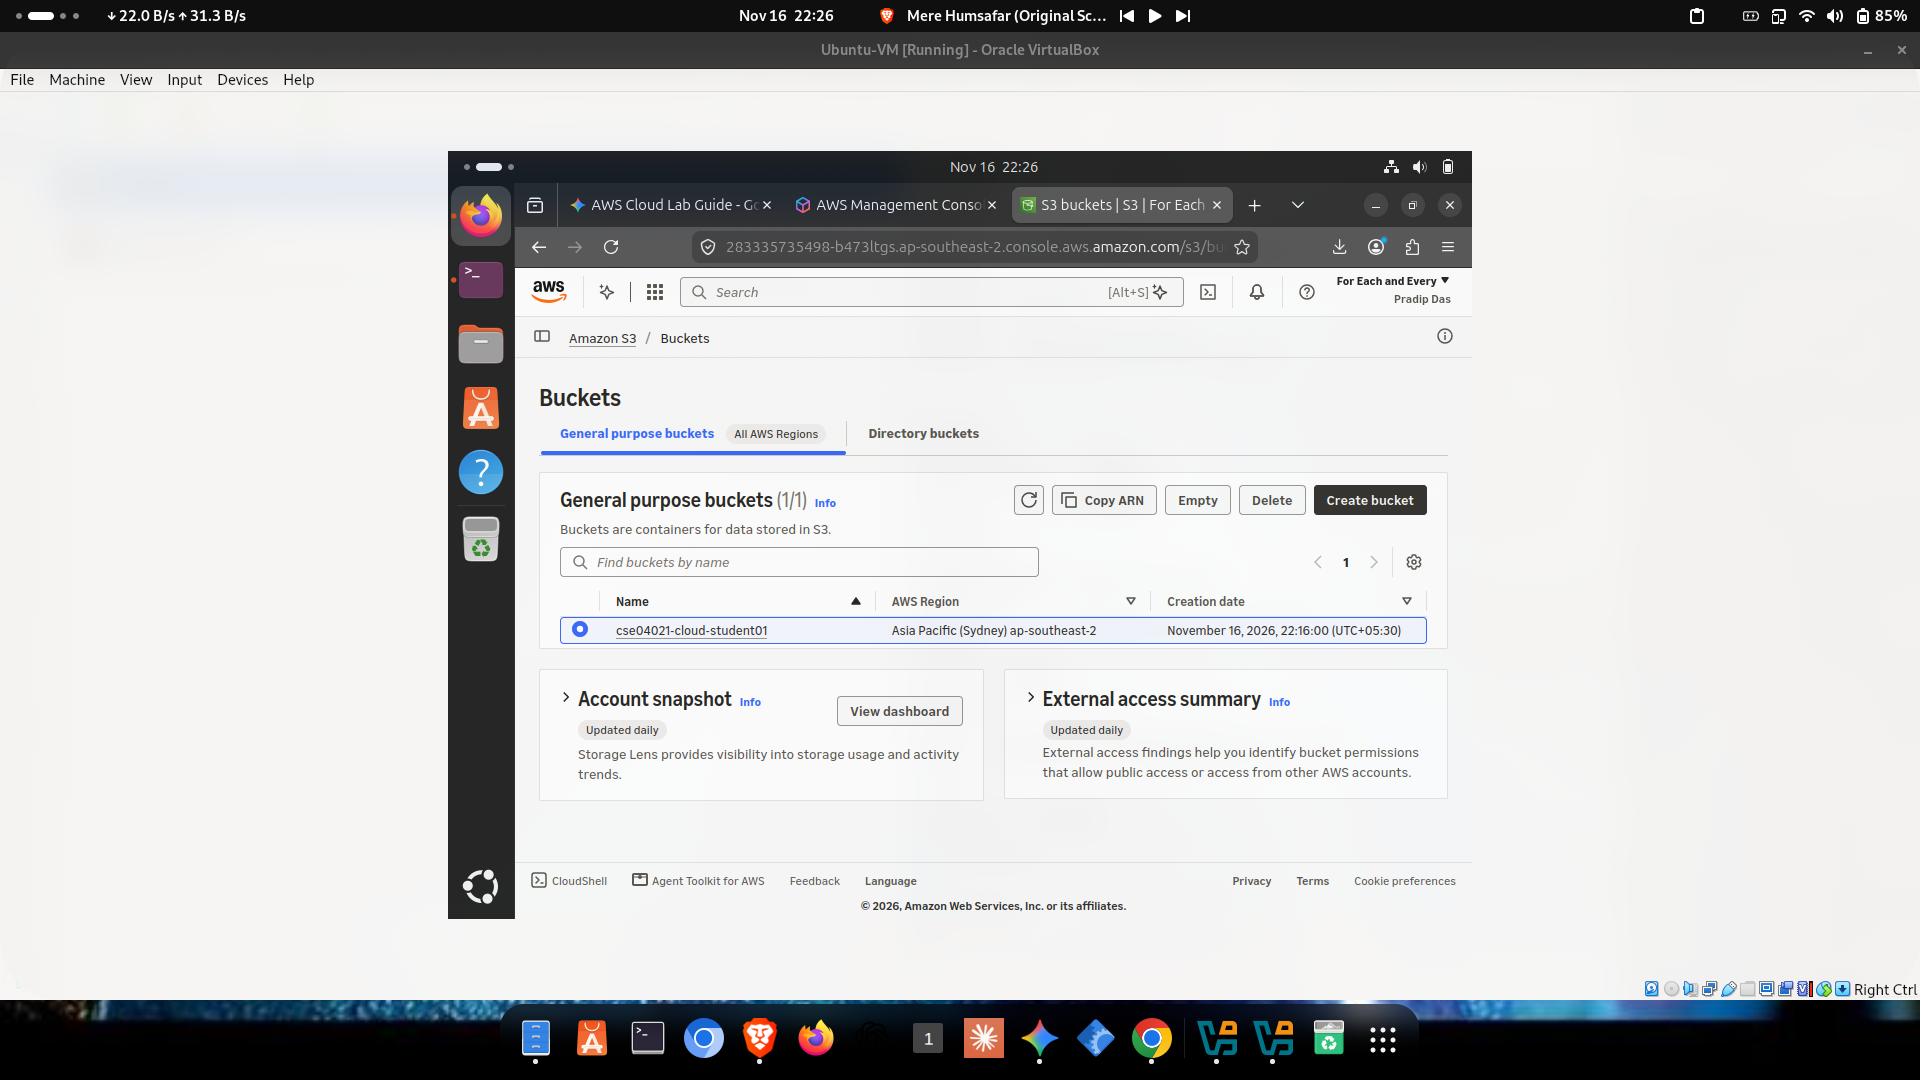 ↓ 22.0 B/s ↑ 31.3 B/s
Nov 16 22:26
Mere Humsafar (Original Sc...
85%
Ubuntu-VM [Running] - Oracle VirtualBox
File Machine View Input Devices Help
Nov 16 22:26
AWS Cloud Lab Guide - Go
AWS Management Conso
S3 buckets | S3 | For Each
283335735498-b473ltgs.ap-southeast-2.console.aws.amazon.com/s3/bu
aws
Search
[Alt+S]
For Each and Every
Pradip Das
Amazon S3 / Buckets
Buckets
General purpose buckets All AWS Regions
Directory buckets
General purpose buckets (1/1) Info
Copy ARN
Empty
Delete
Create bucket
Buckets are containers for data stored in S3.
Find buckets by name
1
Name AWS Region Creation date
cse04021-cloud-student01 Asia Pacific (Sydney) ap-southeast-2 November 16, 2026, 22:16:00 (UTC+05:30)
Account snapshot Info
View dashboard
Updated daily
Storage Lens provides visibility into storage usage and activity
trends.
External access summary Info
Updated daily
External access findings help you identify bucket permissions
that allow public access or access from other AWS accounts.
CloudShell Agent Toolkit for AWS Feedback Language Privacy Terms Cookie preferences
© 2026, Amazon Web Services, Inc. or its affiliates.
Right Ctrl
1